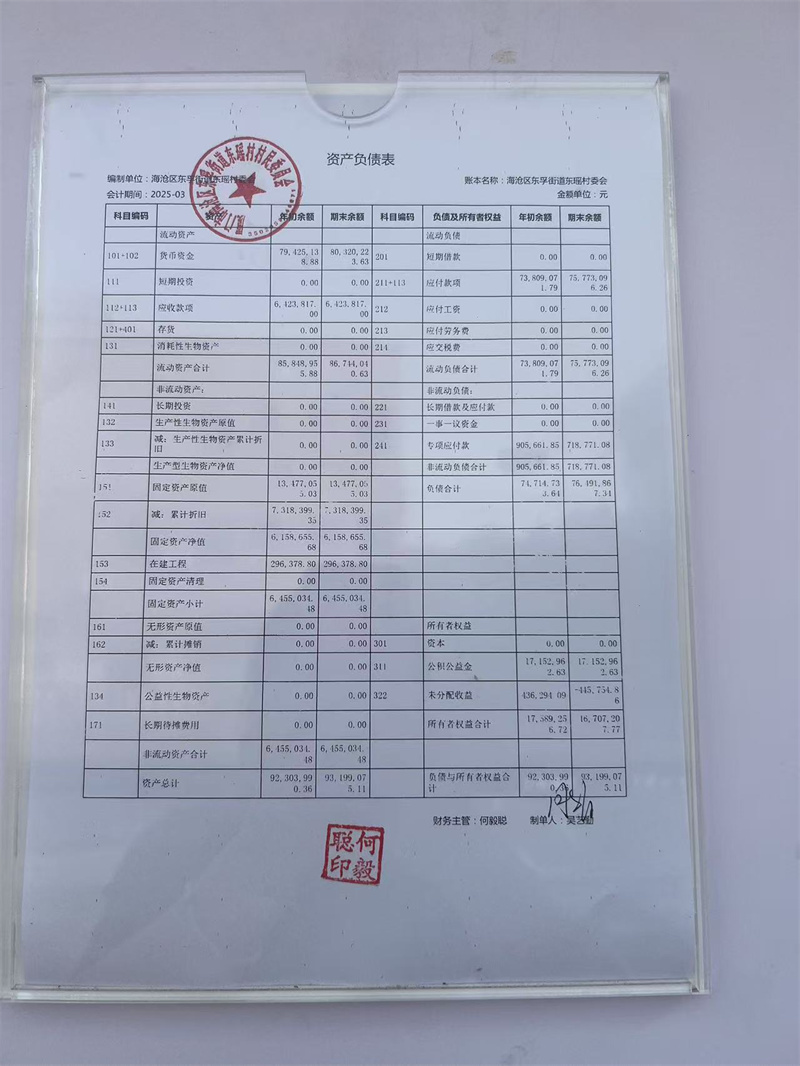 资产负债表
编制单位：海沧区东孚街道东瑶村委会 账本名称：海沧区东孚街道东瑶村委会
会计期间：2025-03 金额单位：元
科目编码 年初余额 期末余额 科目编码 负债及所有者权益 年初余额 期末余额
流动资产 流动负债
101+102 货币资金 79,425,138.88 80,320,223.63 201 短期借款 0.00 0.00
111 短期投资 0.00 0.00 211+113 应付款项 73,809,071.79 75,773,096.26
112+113 应收款项 6,423,817.00 6,423,817.00 212 应付工资 0.00 0.00
121+401 存货 0.00 0.00 213 应付劳务费 0.00 0.00
131 消耗性生物资产 0.00 0.00 214 应交税费 0.00 0.00
流动资产合计 85,848,955.88 86,744,040.63 流动负债合计 73,809,071.79 75,773,096.26
非流动资产： 非流动负债：
141 长期投资 0.00 0.00 221 长期借款及应付款 0.00 0.00
132 生产性生物资产原值 0.00 0.00 231 一事一议资金 0.00 0.00
133 减：生产性生物资产累计折旧 0.00 0.00 241 专项应付款 905,661.85 718,771.08
生产型生物资产净值 0.00 0.00 非流动负债合计 905,661.85 718,771.08
151 固定资产原值 13,477,055.03 13,477,055.03 负债合计 74,714,733.64 76,491,867.34
152 减：累计折旧 7,318,399.35 7,318,399.35
固定资产净值 6,158,655.68 6,158,655.68
153 在建工程 296,378.80 296,378.80
154 固定资产清理 0.00 0.00
固定资产小计 6,455,034.48 6,455,034.48
161 无形资产原值 0.00 0.00 所有者权益
162 减：累计摊销 0.00 0.00 301 资本 0.00 0.00
无形资产净值 0.00 0.00 311 公积公益金 17,152,962.63 17,152,962.63
134 公益性生物资产 0.00 0.00 322 未分配收益 436,294.09 -445,754.86
171 长期待摊费用 0.00 0.00 所有者权益合计 17,589,256.72 16,707,207.77
非流动资产合计 6,455,034.48 6,455,034.48
资产总计 92,303,990.36 93,199,075.11 负债与所有者权益合计 92,303,990 93,199,075.11
财务主管：何毅聪 制单人：吴艺勤
何毅聪印